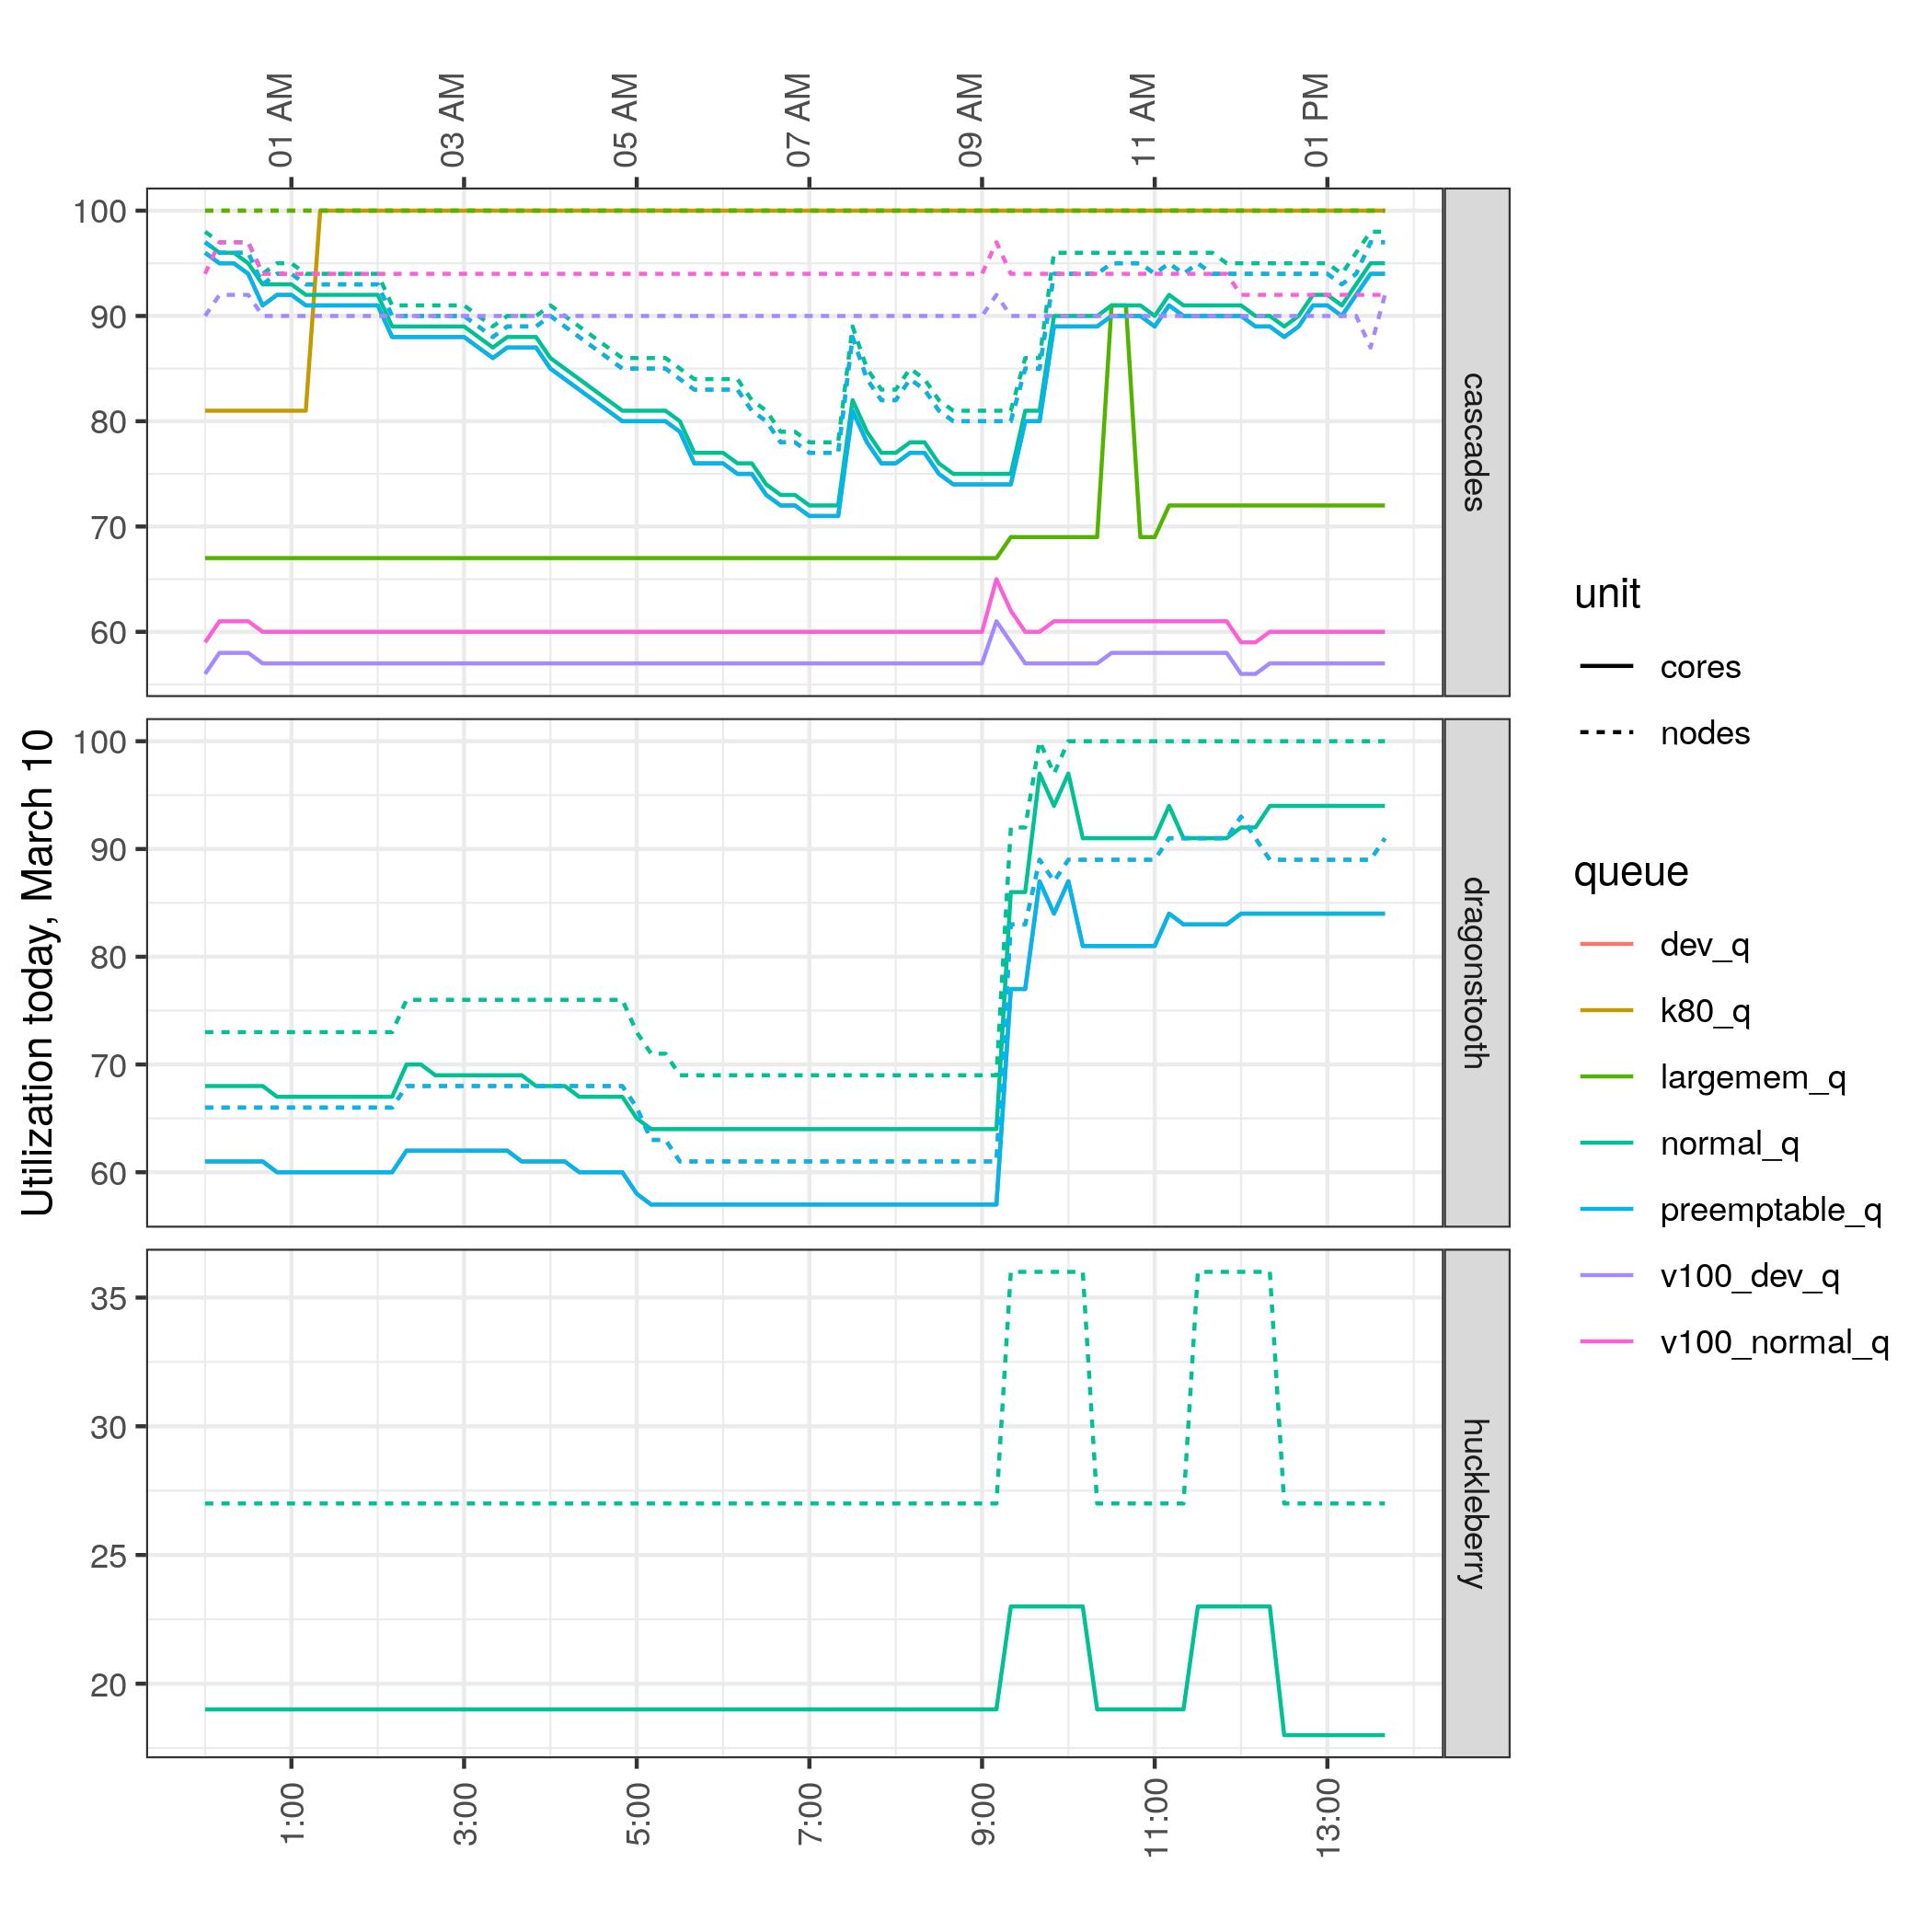 01 AM
03 AM
05 AM
07 AM
09 AM
11 AM
01 PM
Utilization today, March 10
100
90
80
70
60
cascades
100
90
80
70
60
dragonstooth
35
30
25
20
huckleberry
1:00
3:00
5:00
7:00
9:00
11:00
13:00
unit
cores
nodes
queue
dev_q
k80_q
largemem_q
normal_q
preemptable_q
v100_dev_q
v100_normal_q